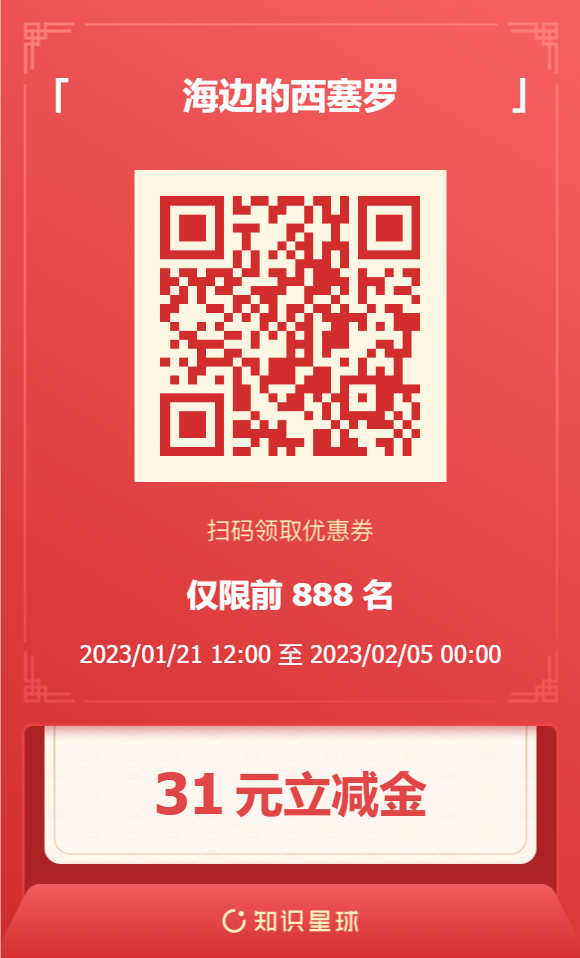 「 海边的西塞罗 」
扫码领取优惠券
仅限前 888 名
2023/01/21 12:00 至 2023/02/05 00:00
31 元立减金
知识星球